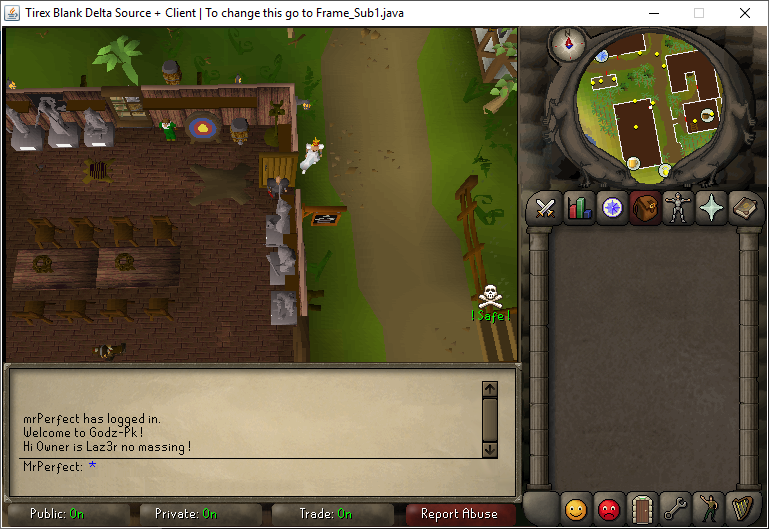 Tirex Blank Delta Source + Client | To change this go to Frame_Sub1.java
! Safe !
mrPerfect has logged in.
Welcome to Godz-Pk !
Hi Owner is Laz3r no massing !
MrPerfect: *
Public: On Private: On Trade: On Report Abuse